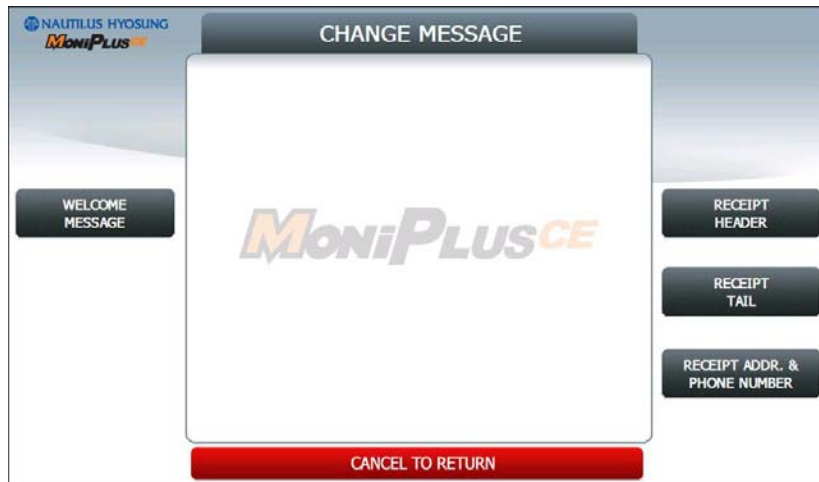 NAUTILUS HYOSUNG
MoniPlusCE
CHANGE MESSAGE
WELCOME
MESSAGE
MoniPlusCE
RECEIPT
HEADER
RECEIPT
TAIL
RECEIPT ADDR. &
PHONE NUMBER
CANCEL TO RETURN